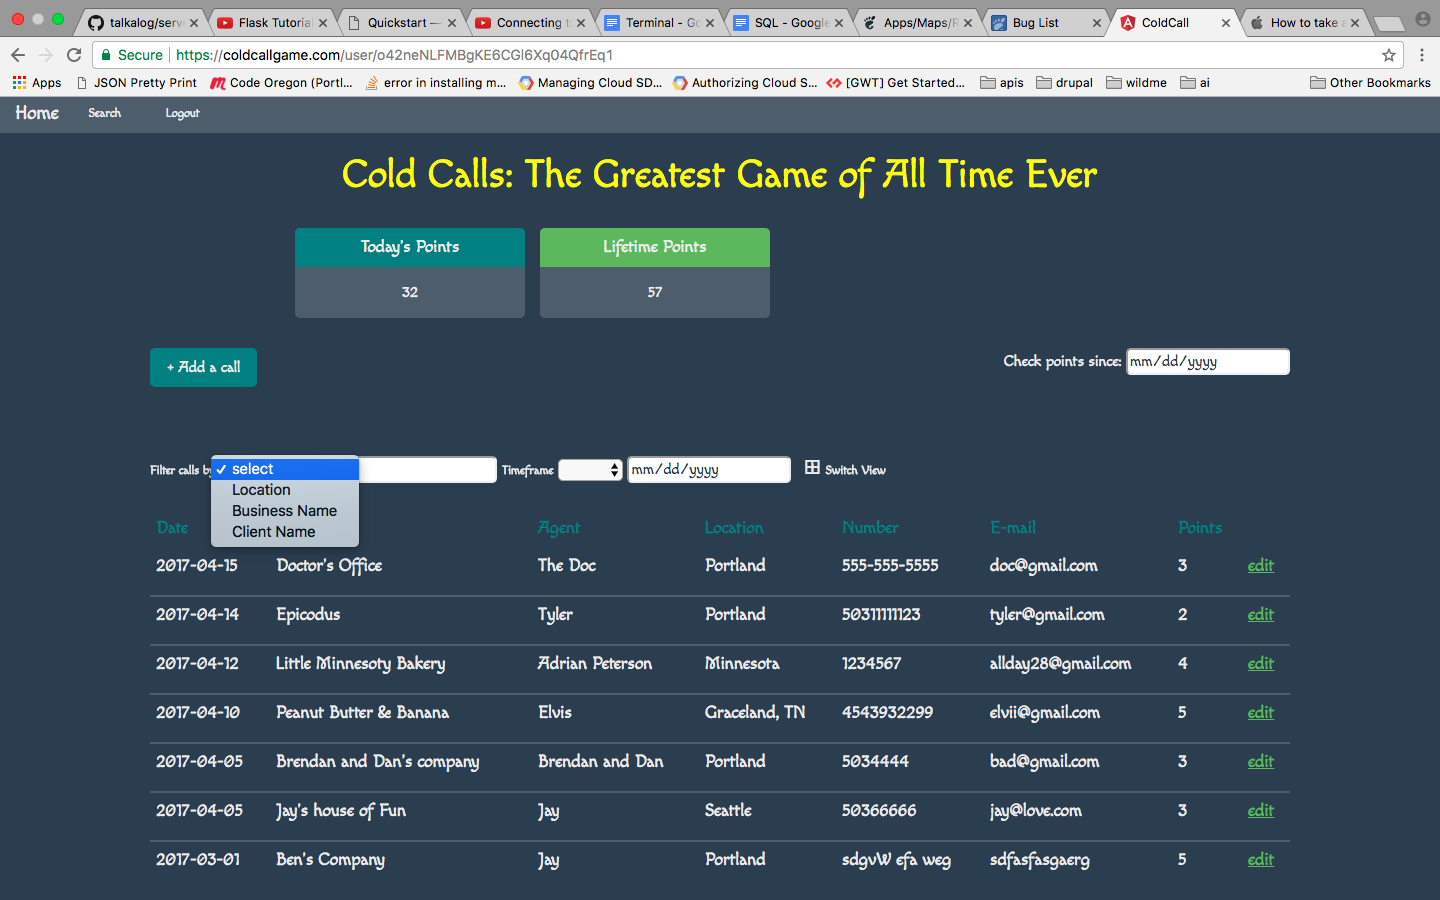 talkalog/serve
Flask Tutorial
Quickstart —
Connecting to
Terminal - Go
SQL - Google
Apps/Maps/R
Bug List
ColdCall
How to take a
Secure https://coldcallgame.com/user/o42neNLFMBgKE6CGl6Xq04QfrEq1
Apps JSON Pretty Print Code Oregon (Portl... error in installing m... Managing Cloud SD... Authorizing Cloud S... [GWT] Get Started... apis drupal wildme ai Other Bookmarks
Home Search Logout
Cold Calls: The Greatest Game of All Time Ever
Today's Points Lifetime Points
32 57
+ Add a call Check points since: mm/dd/yyyy
Filter calls by ✓ select Timeframe mm/dd/yyyy Switch View
Location
Business Name
Client Name
Date Agent Location Number E-mail Points
2017-04-15 Doctor's Office The Doc Portland 555-555-5555 doc@gmail.com 3 edit
2017-04-14 Epicodus Tyler Portland 50311111123 tyler@gmail.com 2 edit
2017-04-12 Little Minnesoty Bakery Adrian Peterson Minnesota 1234567 allday28@gmail.com 4 edit
2017-04-10 Peanut Butter & Banana Elvis Graceland, TN 4543932299 elvii@gmail.com 5 edit
2017-04-05 Brendan and Dan's company Brendan and Dan Portland 5034444 bad@gmail.com 3 edit
2017-04-05 Jay's house of Fun Jay Seattle 50366666 jay@love.com 3 edit
2017-03-01 Ben's Company Jay Portland sdgvW efa weg sdfasfasgaerg 5 edit